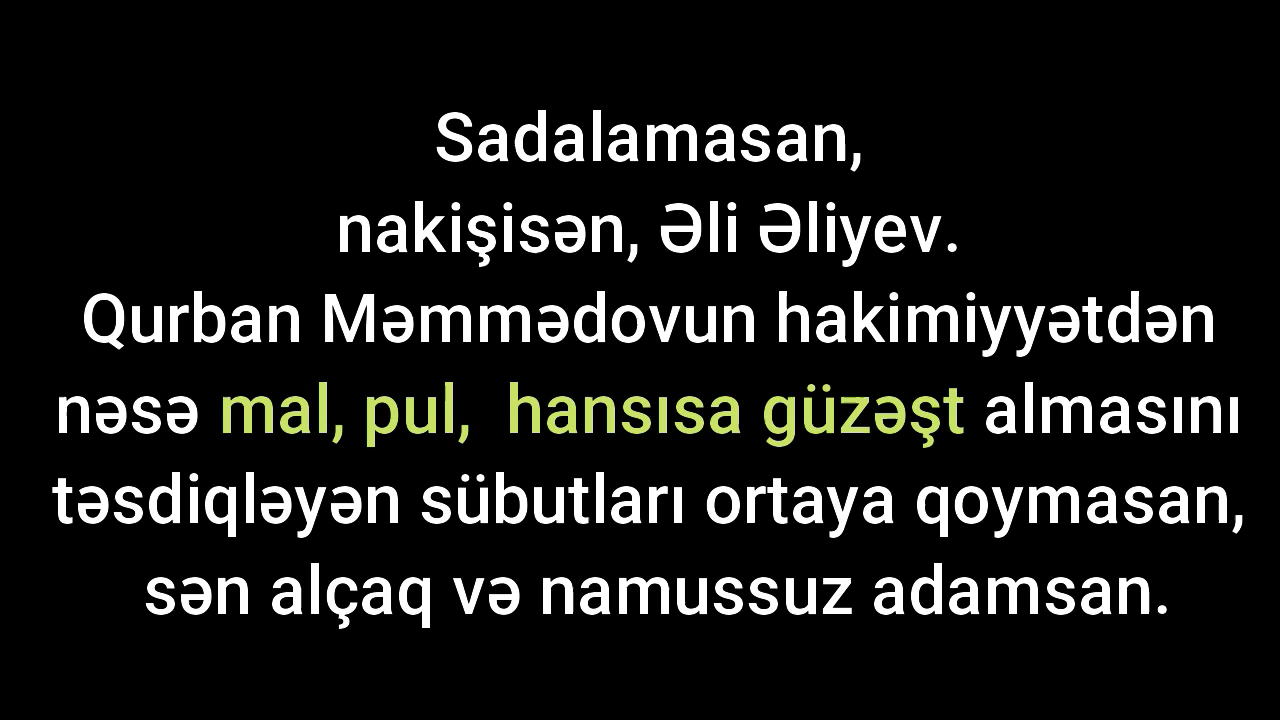 Sadalamasan,
nakişisən, Əli Əliyev.
Qurban Məmmədovun hakimiyyətdən
nəsə mal, pul,  hansısa güzəşt almasını
təsdiqləyən sübutları ortaya qoymasan,
sən alçaq və namussuz adamsan.